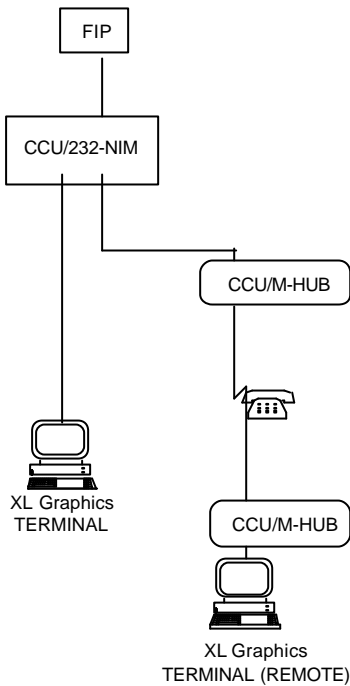 FIP
CCU/232-NIM
CCU/M-HUB
XL Graphics
TERMINAL
CCU/M-HUB
XL Graphics
TERMINAL (REMOTE)